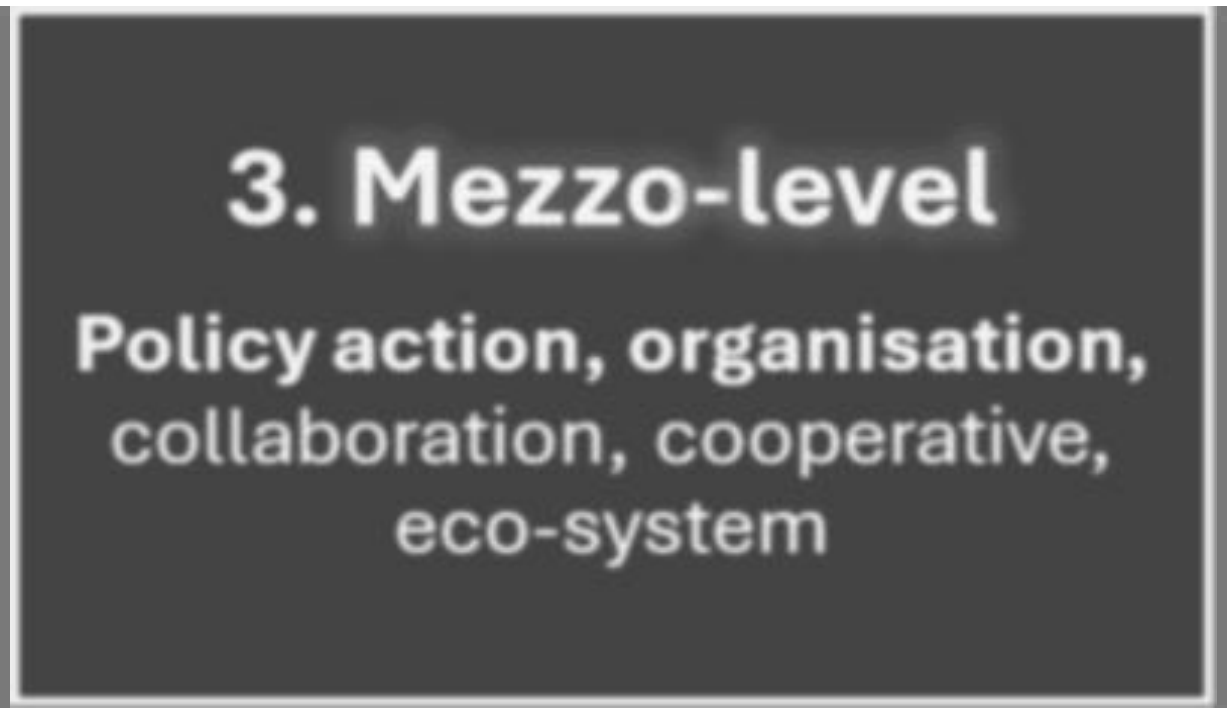 3. Mezzo-level
Policy action, organisation,
collaboration, cooperative,
eco-system